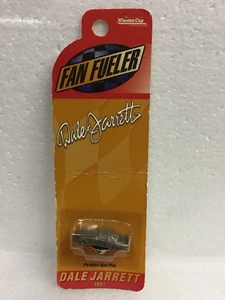 Winston Cup
FAN FUELER
Dale Jarrett
Pewter Hat Pin
DALE JARRETT